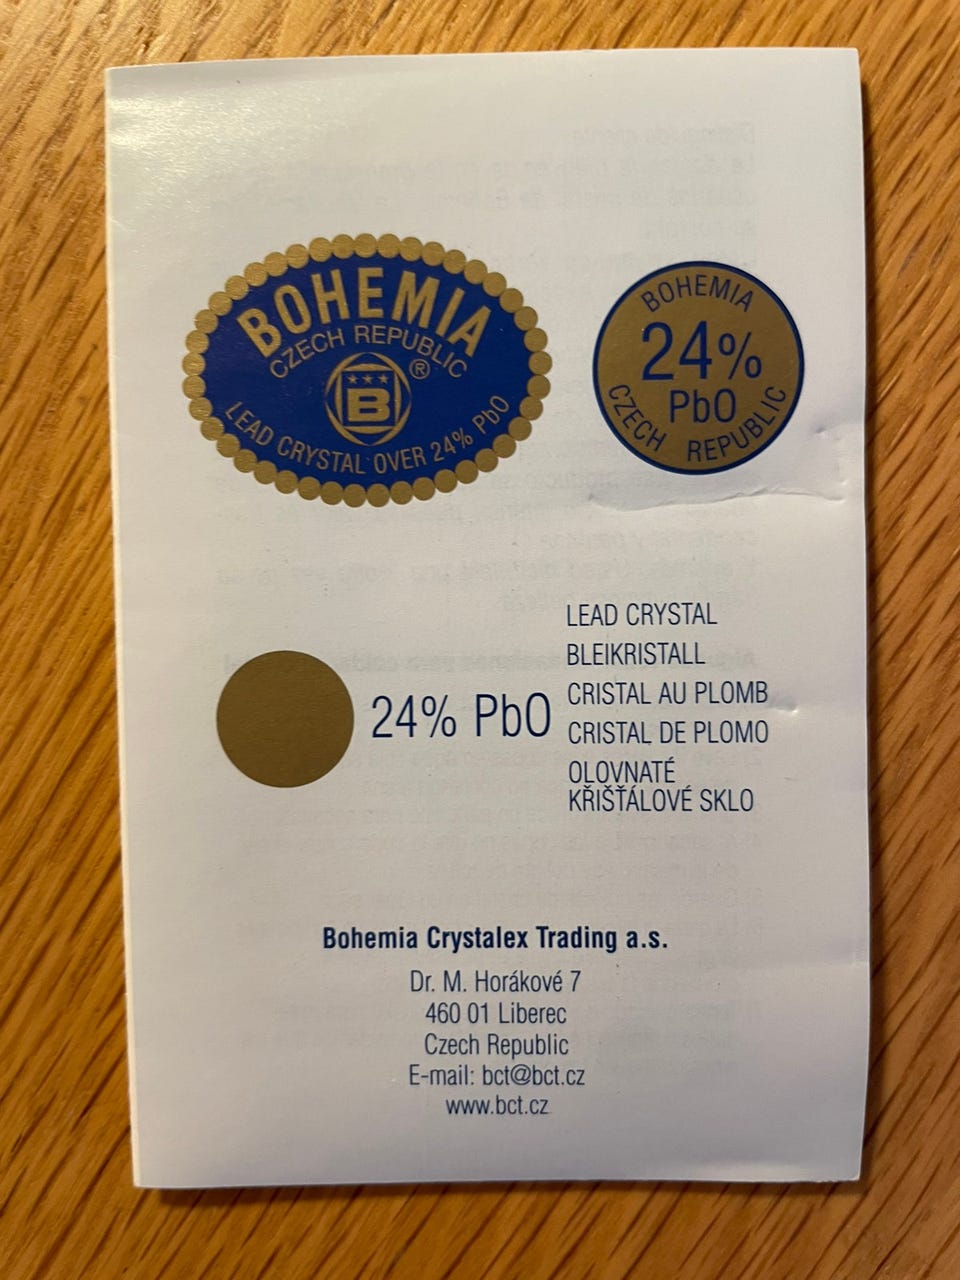 BOHEMIA
CZECH REPUBLIC
®
B
LEAD CRYSTAL OVER 24% PbO
BOHEMIA
24%
PbO
CZECH REPUBLIC
24% PbO
LEAD CRYSTAL
BLEIKRISTALL
CRISTAL AU PLOMB
CRISTAL DE PLOMO
OLOVNATÉ
KŘIŠŤÁLOVÉ SKLO
Bohemia Crystalex Trading a.s.
Dr. M. Horákové 7
460 01 Liberec
Czech Republic
E-mail: bct@bct.cz
www.bct.cz